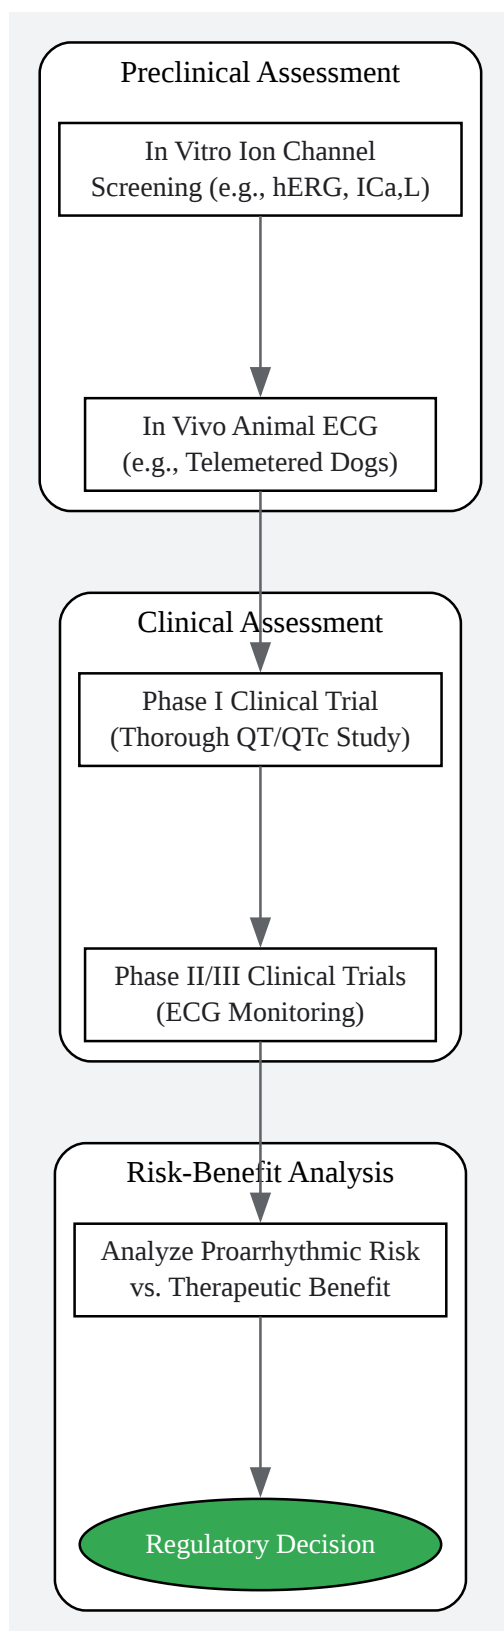 Preclinical Assessment
In Vitro Ion Channel
Screening (e.g., hERG, ICa,L)
In Vivo Animal ECG
(e.g., Telemetered Dogs)
Clinical Assessment
Phase I Clinical Trial
(Thorough QT/QTc Study)
Phase II/III Clinical Trials
(ECG Monitoring)
Risk-Benefit Analysis
Analyze Proarrhythmic Risk
vs. Therapeutic Benefit
Regulatory Decision